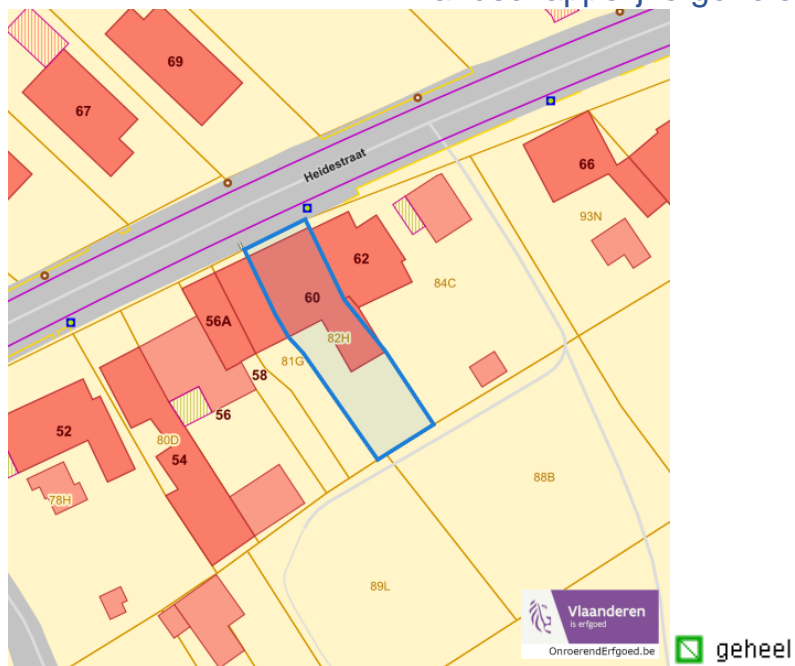 69
67
Heidestraat
66
93N
62
84C
60
56A
82H
81G
58
56
52
80D
54
78H
88B
89L
Vlaanderen
is erfgoed
OnroerendErfgoed.be
geheel